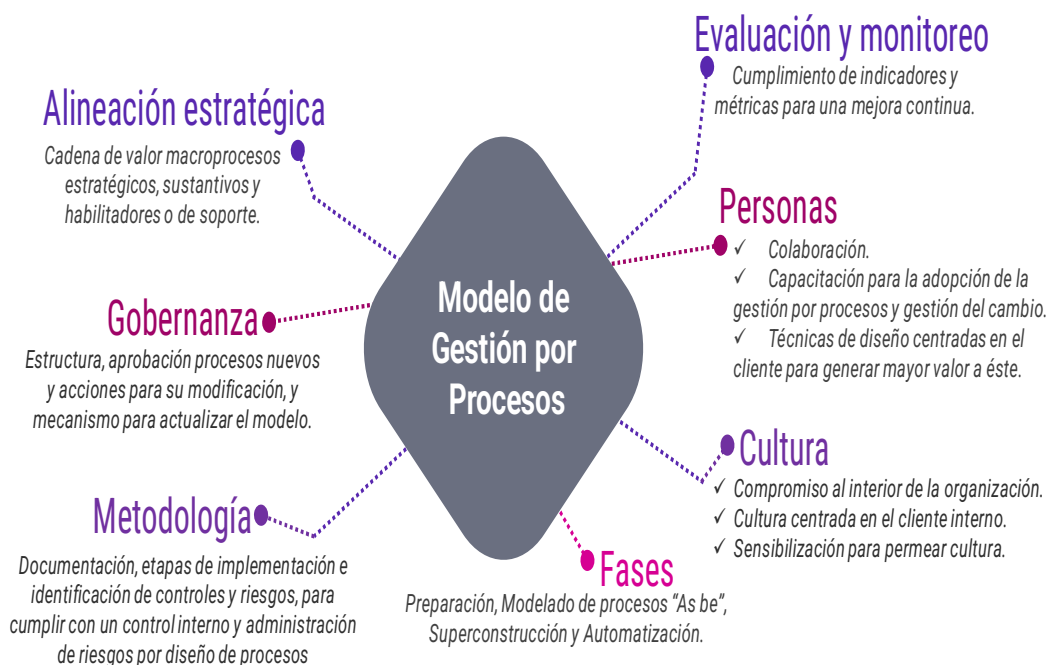 Evaluación y monitoreo
Cumplimiento de indicadores y
métricas para una mejora continua.
Alineación estratégica
Cadena de valor macroprocesos
estratégicos, sustantivos y
habilitadores o de soporte.
Personas
✓ Colaboración.
✓ Capacitación para la adopción de la
gestión por procesos y gestión del cambio.
✓ Técnicas de diseño centradas en el
cliente para generar mayor valor a éste.
Modelo de
Gestión por
Procesos
Gobernanza
Estructura, aprobación procesos nuevos
y acciones para su modificación, y
mecanismo para actualizar el modelo.
Cultura
✓ Compromiso al interior de la organización.
✓ Cultura centrada en el cliente interno.
✓ Sensibilización para permear cultura.
Metodología
Documentación, etapas de implementación e
identificación de controles y riesgos, para
cumplir con un control interno y administración
de riesgos por diseño de procesos
Fases
Preparación, Modelado de procesos “As be”,
Superconstrucción y Automatización.